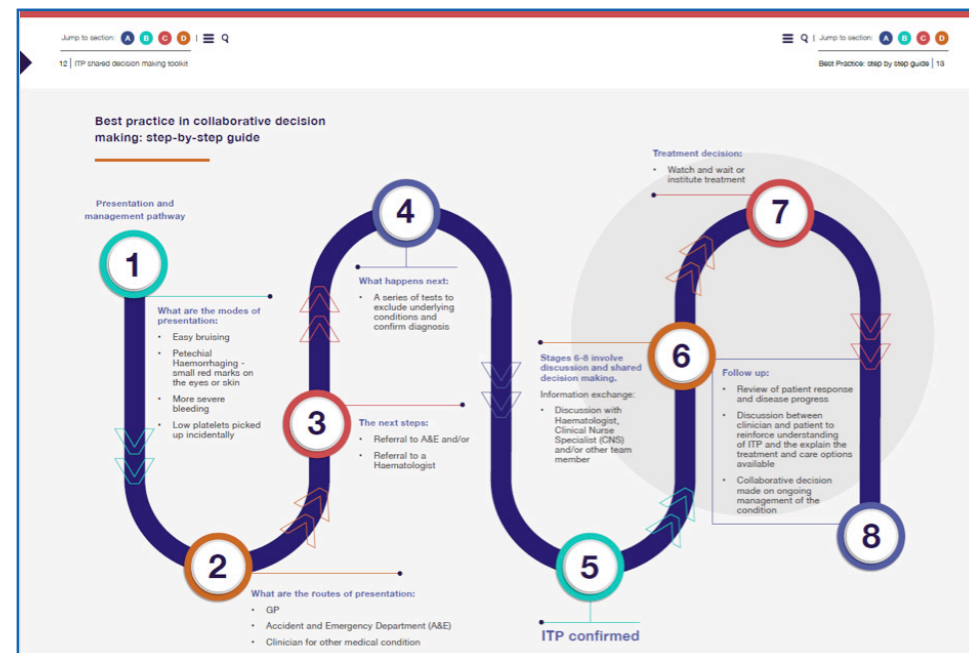 Jump to section: A B C D
12 | ITP shared decision making toolkit
Jump to section: A B C D
Best Practice: step by step guide | 13
Best practice in collaborative decision
making: step-by-step guide
Presentation and
management pathway
1
What are the modes of
presentation:
• Easy bruising
• Petechial
Haemorrhaging -
small red marks on
the eyes or skin
• More severe
bleeding
• Low platelets picked
up incidentally
2
What are the routes of presentation:
• GP
• Accident and Emergency Department (A&E)
• Clinician for other medical condition
3
The next steps:
• Referral to A&E and/or
• Referral to a
Haematologist
4
What happens next:
• A series of tests to
exclude underlying
conditions and
confirm diagnosis
5
ITP confirmed
Stages 6-8 involve
discussion and shared
decision making.
Information exchange:
• Discussion with
Haematologist,
Clinical Nurse
Specialist (CNS)
and/or other team
member
6
Treatment decision:
• Watch and wait or
institute treatment
7
Follow up:
• Review of patient response
and disease progress
• Discussion between
clinician and patient to
reinforce understanding
of ITP and the explain the
treatment and care options
available
• Collaborative decision
made on ongoing
management of the
condition
8